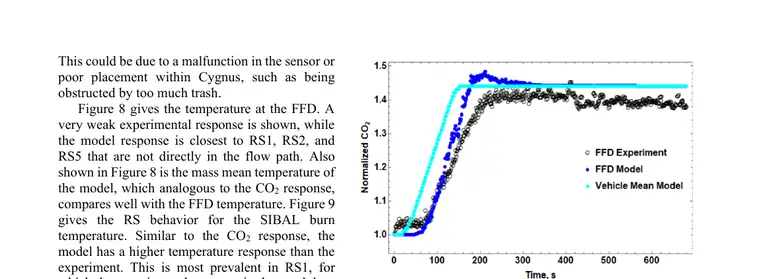 This could be due to a malfunction in the sensor or
poor placement within Cygnus, such as being
obstructed by too much trash.
Figure 8 gives the temperature at the FFD. A
very weak experimental response is shown, while
the model response is closest to RS1, RS2, and
RS5 that are not directly in the flow path. Also
shown in Figure 8 is the mass mean temperature of
the model, which analogous to the CO₂ response,
compares well with the FFD temperature. Figure 9
gives the RS behavior for the SIBAL burn
temperature. Similar to the CO₂ response, the
model has a higher temperature response than the
experiment. This is most prevalent in RS1, for
1.5
1.4
1.3
1.2
1.1
1.0
Normalized CO₂
FFD Experiment
FFD Model
Vehicle Mean Model
0
100
200
300
400
500
600
Time, s